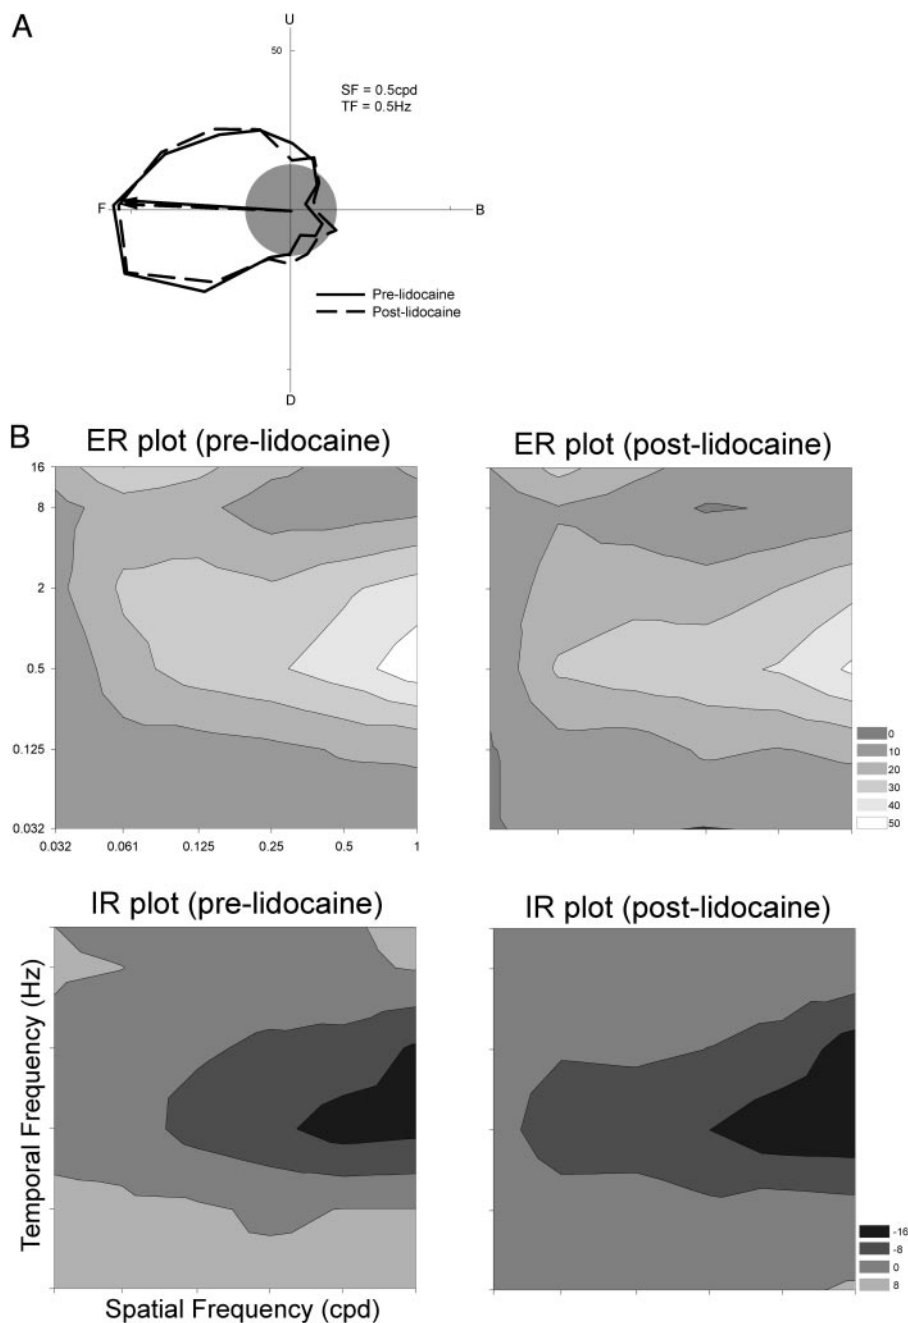 A
U
50
SF = 0.5cpd
TF = 0.5Hz
F
B
Pre-lidocaine
Post-lidocaine
D
B
ER plot (pre-lidocaine)
ER plot (post-lidocaine)
16
8
2
0.5
0.125
0.032
0.032 0.061 0.125 0.25 0.5 1
0
10
20
30
40
50
IR plot (pre-lidocaine)
IR plot (post-lidocaine)
Temporal Frequency (Hz)
Spatial Frequency (cpd)
-16
-8
0
8